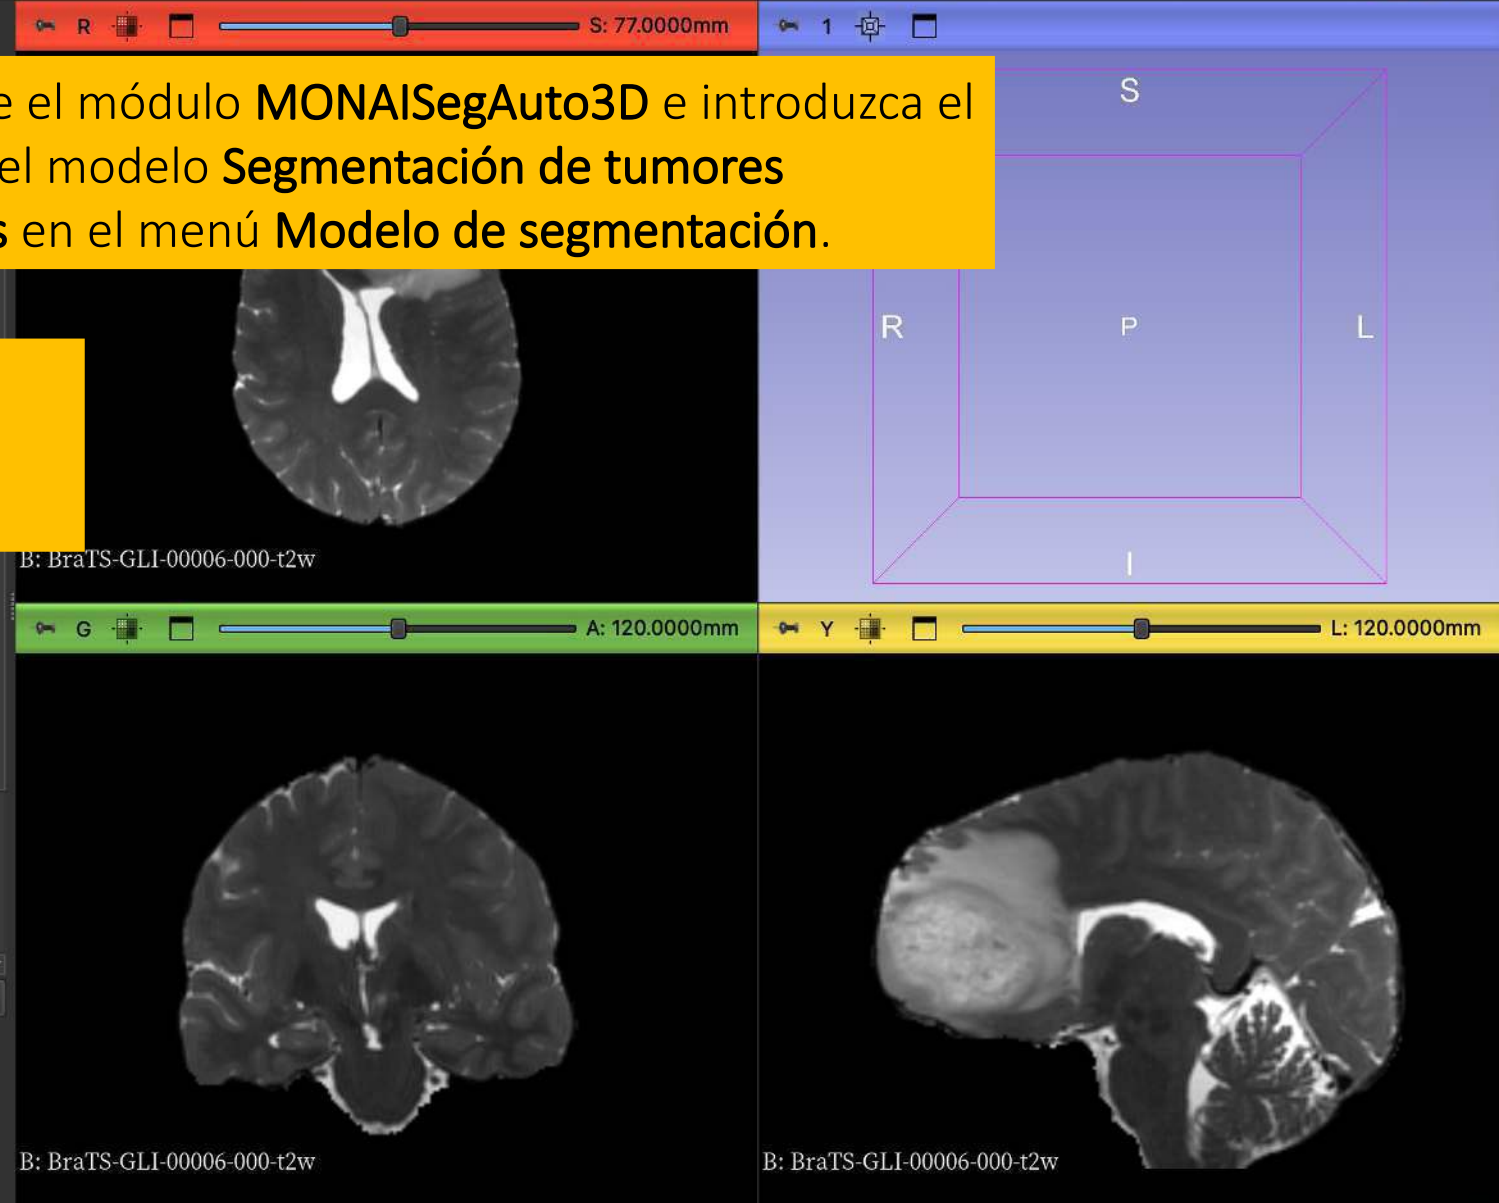 R S: 77.0000mm
1
e el módulo MONAISegAuto3D e introduzca el
el modelo Segmentación de tumores
s en el menú Modelo de segmentación.
S
R P L
I
B: BraTS-GLI-00006-000-t2w
G A: 120.0000mm
Y L: 120.0000mm
B: BraTS-GLI-00006-000-t2w
B: BraTS-GLI-00006-000-t2w